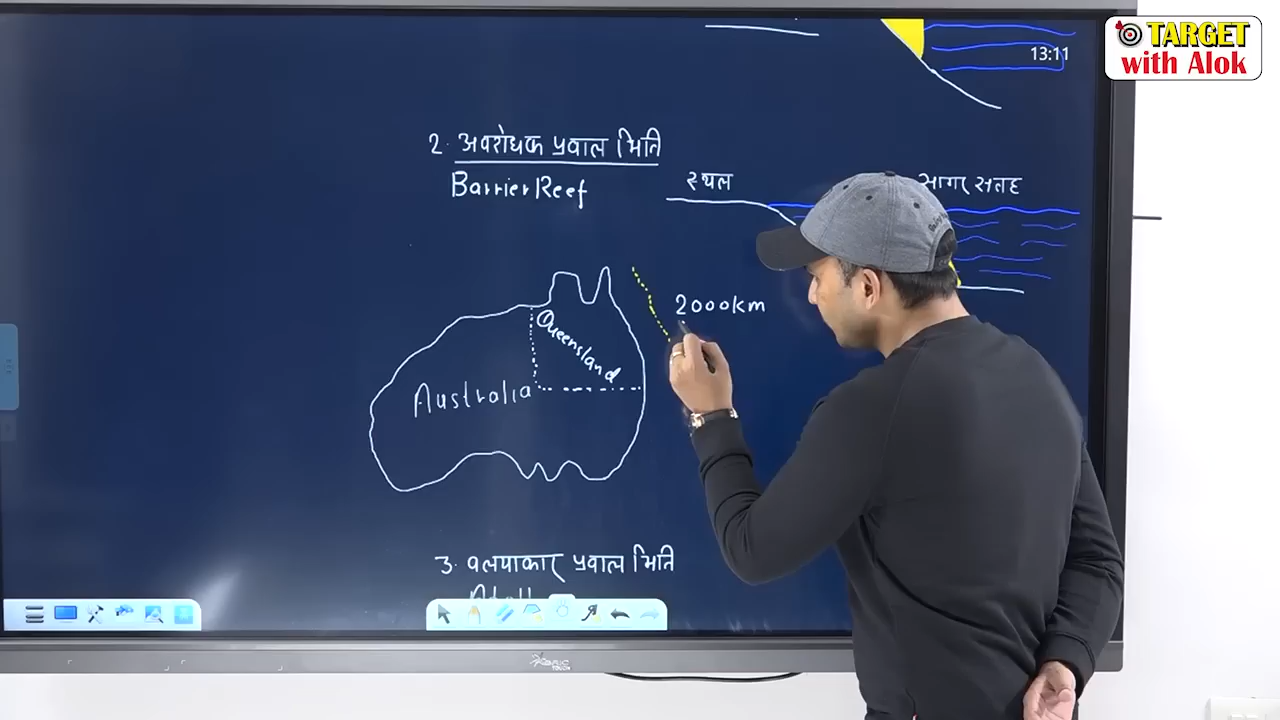 TARGET
with Alok
13:11
2. अवरोधक प्रवाल भित्ति
Barrier Reef
स्थल
सागर सतह
2000km
Queensland
Australia
3. वलयाकार प्रवाल भित्ति